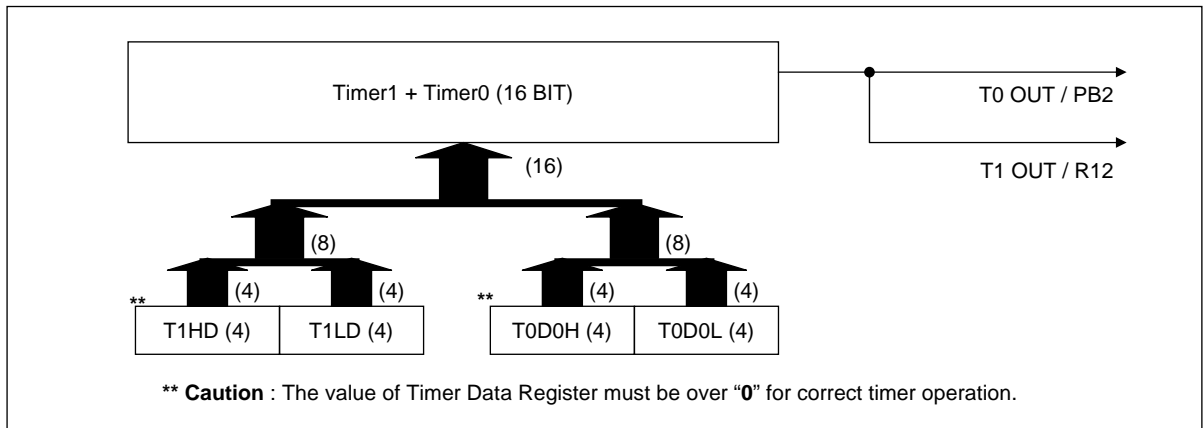 Timer1 + Timer0 (16 BIT)
T0 OUT / PB2
T1 OUT / R12
(16)
(8)
(8)
(4)
(4)
(4)
(4)
**
**
T1HD (4)
T1LD (4)
T0D0H (4)
T0D0L (4)
** Caution : The value of Timer Data Register must be over “0” for correct timer operation.